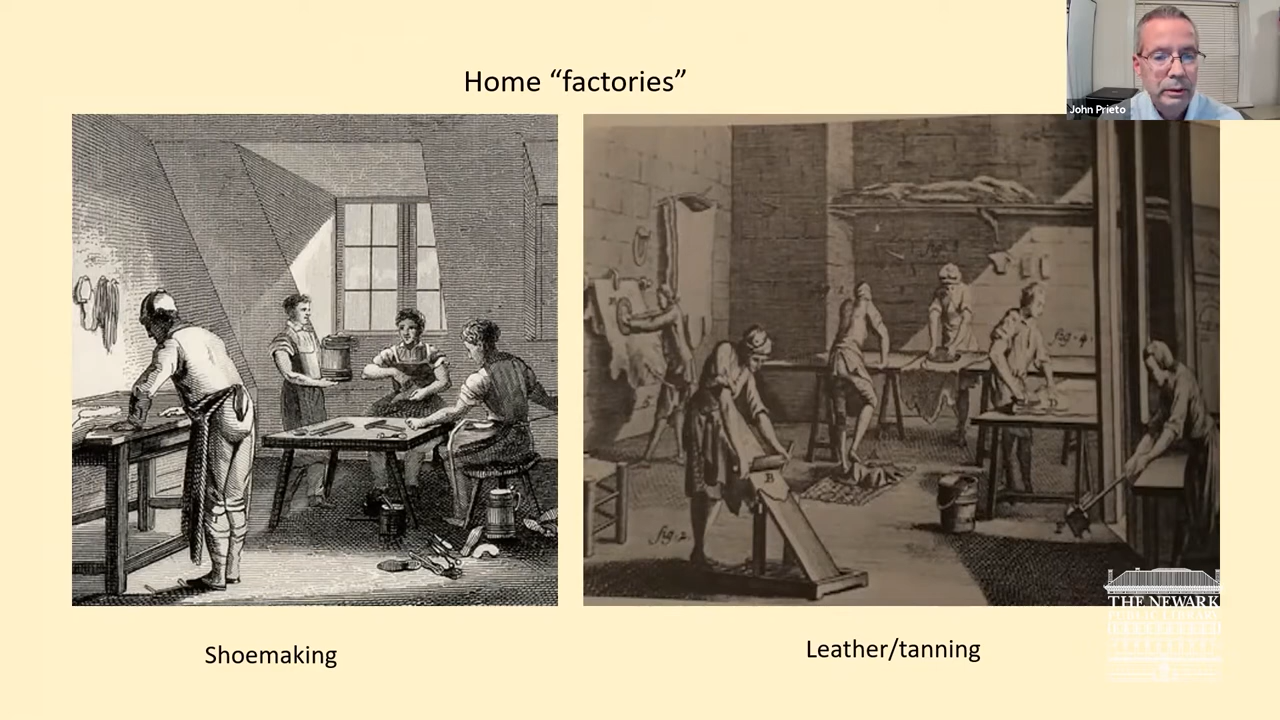 Home “factories”
John Prieto
fig. 2.
fig. 4.
B
THE NEWARK
Shoemaking
Leather/tanning